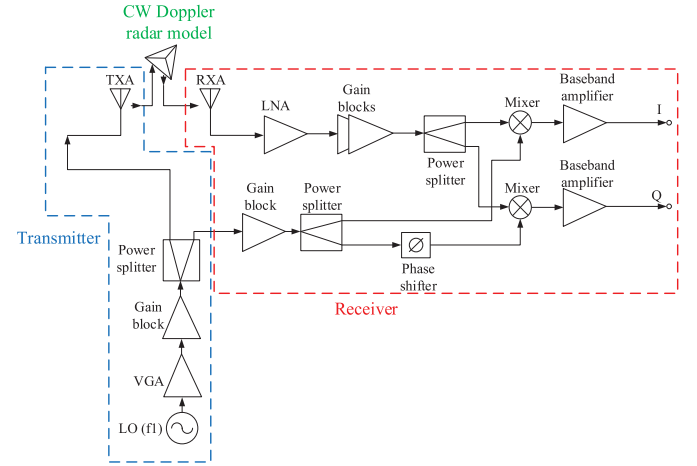 CW Doppler
radar model
TXA
RXA
LNA
Gain
blocks
Power
splitter
Mixer
Baseband
amplifier
I
Gain
block
Power
splitter
Mixer
Baseband
amplifier
Q
Phase
shifter
Transmitter
Receiver
Power
splitter
Gain
block
VGA
LO (f1)